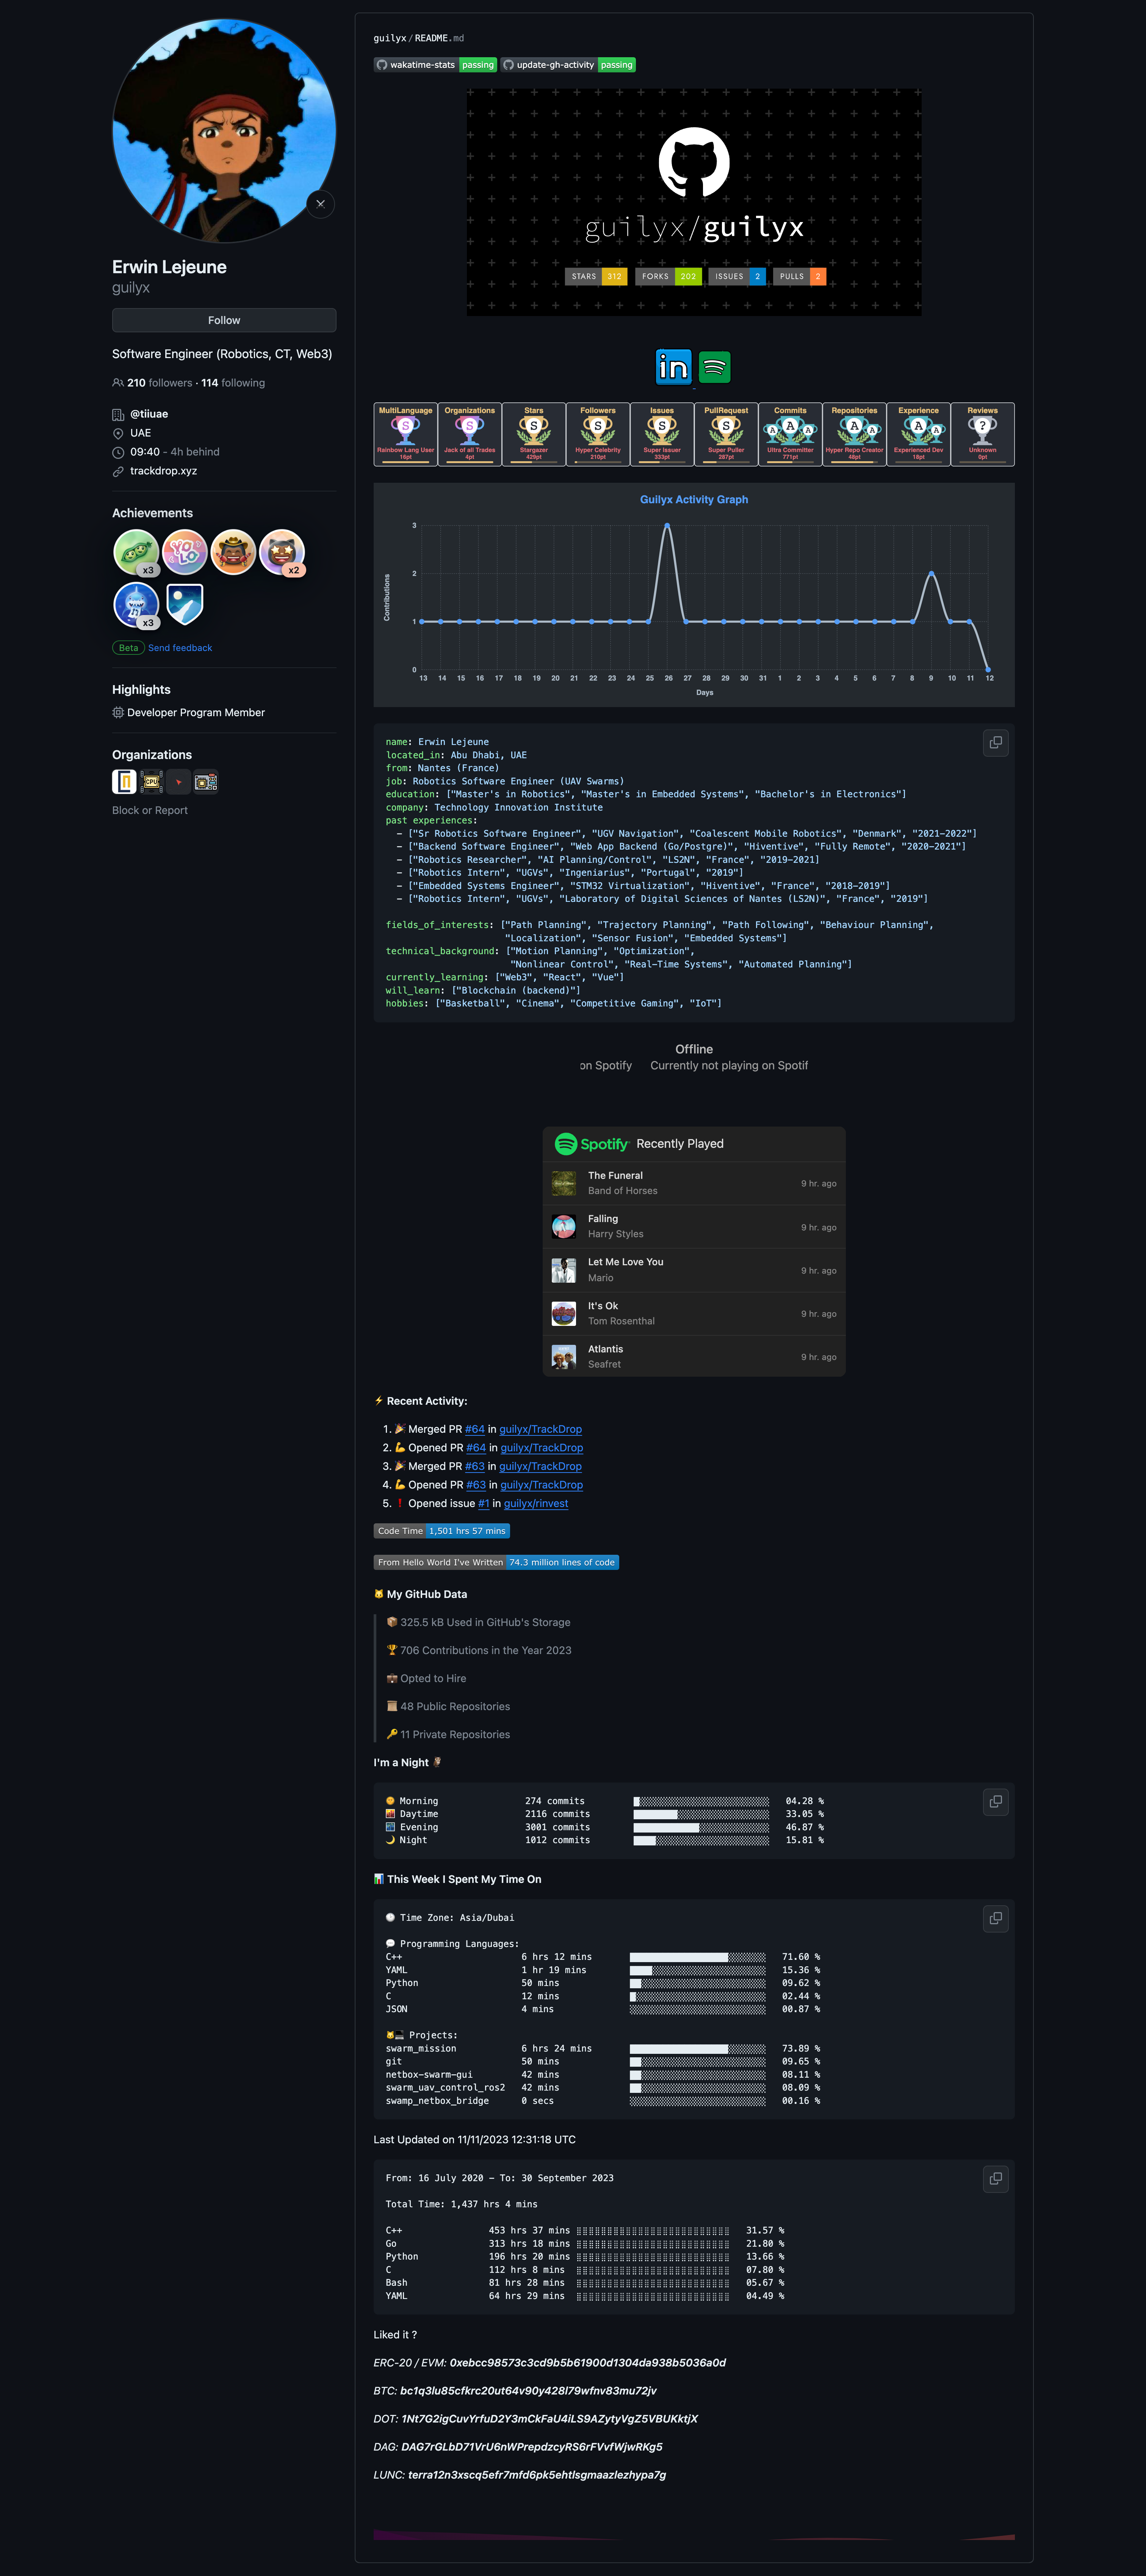 Erwin Lejeune
guilyx
Follow
Software Engineer (Robotics, CT, Web3)
210 followers · 114 following
@tiiuae
UAE
09:40 - 4h behind
trackdrop.xyz
Achievements
x3
YOLO
x2
x3
Beta Send feedback
Highlights
Developer Program Member
Organizations
CPU
Block or Report
guilyx/README.md
wakatime-stats passing update-gh-activity passing
guilyx/guilyx
STARS 312 FORKS 202 ISSUES 2 PULLS 2
in
MultiLanguage Organizations Stars Followers Issues PullRequest Commits Repositories Experience Reviews
S S S S S S A A A A A A A A A A A A ?
Rainbow Lang User Jack of all Trades Stargazer Hyper Celebrity Super Issuer Super Puller Ultra Committer Hyper Repo Creator Experienced Dev Unknown
16pt 4pt 429pt 210pt 333pt 287pt 771pt 48pt 18pt 0pt
Guilyx Activity Graph
3
2
1
0
Contributions
13 14 15 16 17 18 19 20 21 22 23 24 25 26 27 28 29 30 31 1 2 3 4 5 6 7 8 9 10 11 12
Days
name: Erwin Lejeune
located_in: Abu Dhabi, UAE
from: Nantes (France)
job: Robotics Software Engineer (UAV Swarms)
education: ["Master's in Robotics", "Master's in Embedded Systems", "Bachelor's in Electronics"]
company: Technology Innovation Institute
past experiences:
- ["Sr Robotics Software Engineer", "UGV Navigation", "Coalescent Mobile Robotics", "Denmark", "2021-2022"]
- ["Backend Software Engineer", "Web App Backend (Go/Postgre)", "Hiventive", "Fully Remote", "2020-2021"]
- ["Robotics Researcher", "AI Planning/Control", "LS2N", "France", "2019-2021]
- ["Robotics Intern", "UGVs", "Ingeniarius", "Portugal", "2019"]
- ["Embedded Systems Engineer", "STM32 Virtualization", "Hiventive", "France", "2018-2019"]
- ["Robotics Intern", "UGVs", "Laboratory of Digital Sciences of Nantes (LS2N)", "France", "2019"]
fields_of_interests: ["Path Planning", "Trajectory Planning", "Path Following", "Behaviour Planning",
"Localization", "Sensor Fusion", "Embedded Systems"]
technical_background: ["Motion Planning", "Optimization",
"Nonlinear Control", "Real-Time Systems", "Automated Planning"]
currently_learning: ["Web3", "React", "Vue"]
will_learn: ["Blockchain (backend)"]
hobbies: ["Basketball", "Cinema", "Competitive Gaming", "IoT"]
Offline
on Spotify Currently not playing on Spotif
Spotify Recently Played
The Funeral
Band of Horses
9 hr. ago
Falling
Harry Styles
9 hr. ago
Let Me Love You
Mario
9 hr. ago
It's Ok
Tom Rosenthal
9 hr. ago
Atlantis
Seafret
9 hr. ago
⚡ Recent Activity:
1. 🎉 Merged PR #64 in guilyx/TrackDrop
2. 💪 Opened PR #64 in guilyx/TrackDrop
3. 🎉 Merged PR #63 in guilyx/TrackDrop
4. 💪 Opened PR #63 in guilyx/TrackDrop
5. ❗ Opened issue #1 in guilyx/rinvest
Code Time 1,501 hrs 57 mins
From Hello World I've Written 74.3 million lines of code
🐱 My GitHub Data
📦 325.5 kB Used in GitHub's Storage
🏆 706 Contributions in the Year 2023
💼 Opted to Hire
📜 48 Public Repositories
🔑 11 Private Repositories
I'm a Night 🦉
🌞 Morning 274 commits 04.28 %
🌆 Daytime 2116 commits 33.05 %
🌃 Evening 3001 commits 46.87 %
🌙 Night 1012 commits 15.81 %
📊 This Week I Spent My Time On
🕑 Time Zone: Asia/Dubai
💬 Programming Languages:
C++ 6 hrs 12 mins 71.60 %
YAML 1 hr 19 mins 15.36 %
Python 50 mins 09.62 %
C 12 mins 02.44 %
JSON 4 mins 00.87 %
🐱‍💻 Projects:
swarm_mission 6 hrs 24 mins 73.89 %
git 50 mins 09.65 %
netbox-swarm-gui 42 mins 08.11 %
swarm_uav_control_ros2 42 mins 08.09 %
swamp_netbox_bridge 0 secs 00.16 %
Last Updated on 11/11/2023 12:31:18 UTC
From: 16 July 2020 - To: 30 September 2023
Total Time: 1,437 hrs 4 mins
C++ 453 hrs 37 mins 31.57 %
Go 313 hrs 18 mins 21.80 %
Python 196 hrs 20 mins 13.66 %
C 112 hrs 8 mins 07.80 %
Bash 81 hrs 28 mins 05.67 %
YAML 64 hrs 29 mins 04.49 %
Liked it ?
ERC-20 / EVM: 0xebcc98573c3cd9b5b61900d1304da938b5036a0d
BTC: bc1q3lu85cfkrc20ut64v90y428l79wfnv83mu72jv
DOT: 1Nt7G2igCuvYrfuD2Y3mCkFaU4iLS9AZytyVgZ5VBUKktjX
DAG: DAG7rGLbD71VrU6nWPrepdzcyRS6rFVvfWjwRKg5
LUNC: terra12n3xscq5efr7mfd6pk5ehtlsgmaazlezhypa7g